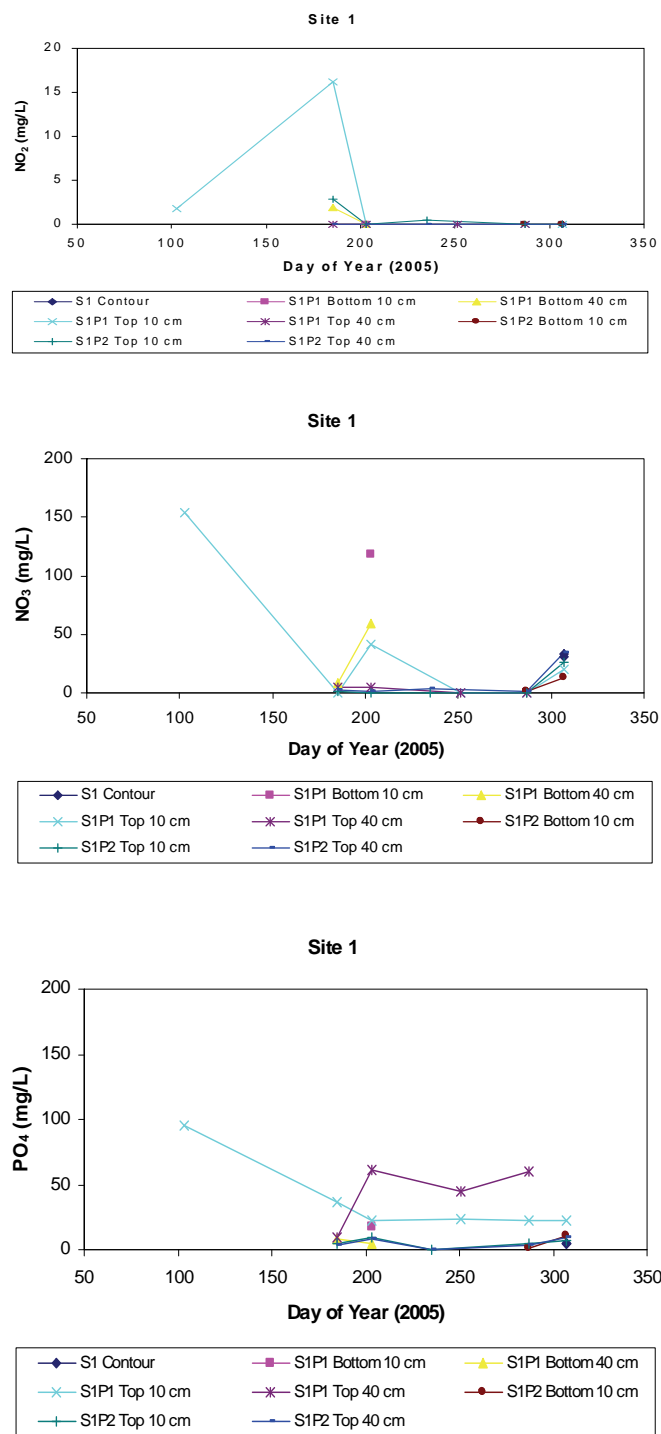 Site 1
20
15
10
5
0
NO₂ (mg/L)
50 100 150 200 250 300 350
Day of Year (2005)
S1 Contour S1P1 Bottom 10 cm S1P1 Bottom 40 cm
S1P1 Top 10 cm S1P1 Top 40 cm S1P2 Bottom 10 cm
S1P2 Top 10 cm S1P2 Top 40 cm
Site 1
200
150
100
50
0
NO₃ (mg/L)
50 100 150 200 250 300 350
Day of Year (2005)
S1 Contour S1P1 Bottom 10 cm S1P1 Bottom 40 cm
S1P1 Top 10 cm S1P1 Top 40 cm S1P2 Bottom 10 cm
S1P2 Top 10 cm S1P2 Top 40 cm
Site 1
200
150
100
50
0
PO₄ (mg/L)
50 100 150 200 250 300 350
Day of Year (2005)
S1 Contour S1P1 Bottom 10 cm S1P1 Bottom 40 cm
S1P1 Top 10 cm S1P1 Top 40 cm S1P2 Bottom 10 cm
S1P2 Top 10 cm S1P2 Top 40 cm